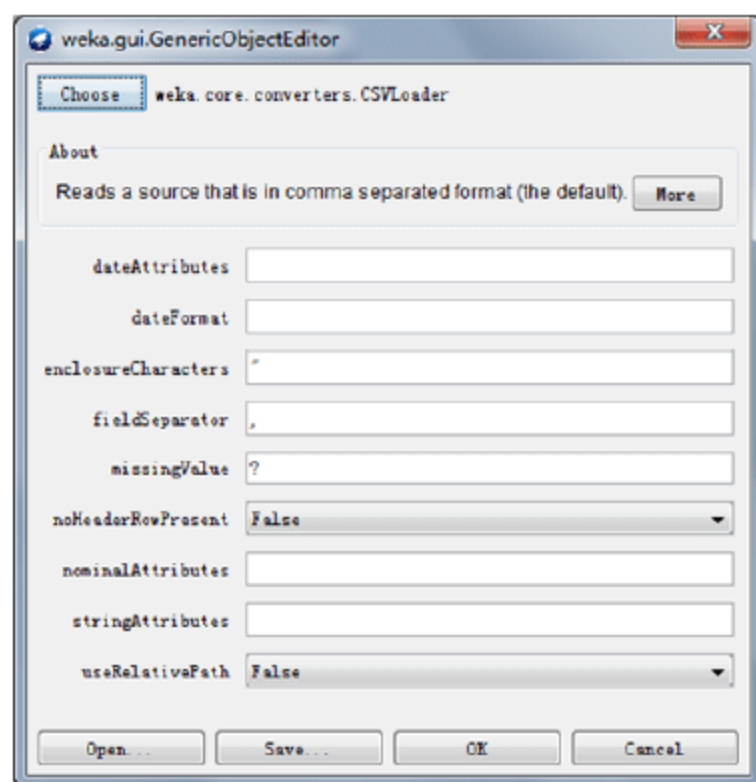 weka.gui.GenericObjectEditor
Choose weka.core.converters.CSVLoader
About
Reads a source that is in comma separated format (the default). More
dateAttributes
dateFormat
enclosureCharacters "
fieldSeparator ,
missingValue ?
noHeaderRowPresent False
nominalAttributes
stringAttributes
useRelativePath False
Open... Save... OK Cancel